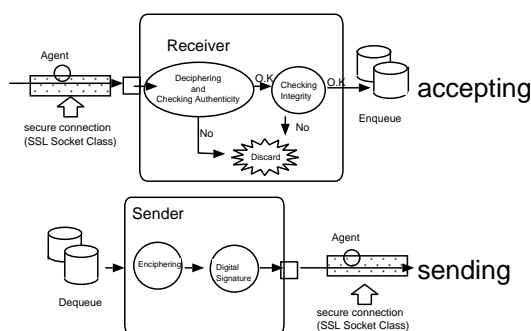 Receiver
Agent
Deciphering
and
Checking Authenticity
O.K
Checking
Integrity
O.K
accepting
Enqueue
secure connection
(SSL Socket Class)
No
No
Discard
Sender
Enciphering
Digital
Signature
Agent
sending
Dequeue
secure connection
(SSL Socket Class)